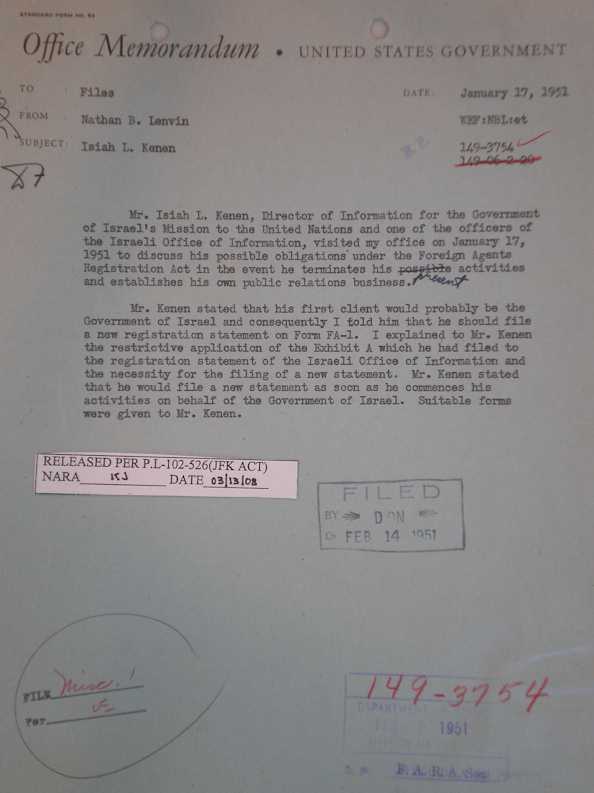 STANDARD FORM NO. 64
Office Memorandum • UNITED STATES GOVERNMENT
TO : Files DATE: January 17, 1951
FROM : Nathan B. Lenvin WEF:NBL:et
SUBJECT: Isiah L. Kenen 149-3754
149-06-2-20
Mr. Isiah L. Kenen, Director of Information for the Government
of Israel's Mission to the United Nations and one of the officers of
the Israeli Office of Information, visited my office on January 17,
1951 to discuss his possible obligations under the Foreign Agents
Registration Act in the event he terminates his possible activities
and establishes his own public relations business. present
Mr. Kenen stated that his first client would probably be the
Government of Israel and consequently I told him that he should file
a new registration statement on Form FA-1. I explained to Mr. Kenen
the restrictive application of the Exhibit A which he had filed to
the registration statement of the Israeli Office of Information and
the necessity for the filing of a new statement. Mr. Kenen stated
that he would file a new statement as soon as he commences his
activities on behalf of the Government of Israel. Suitable forms
were given to Mr. Kenen.
RELEASED PER P.L-102-526(JFK ACT)
NARA DATE 03/13/08
FILED
BY DON
FEB 14 1951
FILE Misc.
149-3754
1951
F.A.R.A. Sec